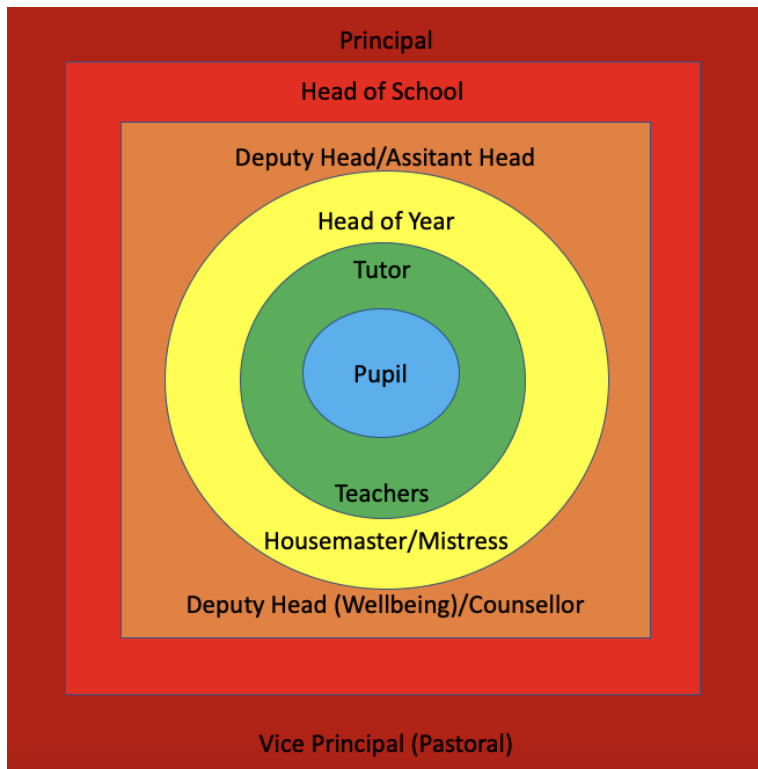 Principal
Head of School
Deputy Head/Assitant Head
Head of Year
Tutor
Pupil
Teachers
Housemaster/Mistress
Deputy Head (Wellbeing)/Counsellor
Vice Principal (Pastoral)